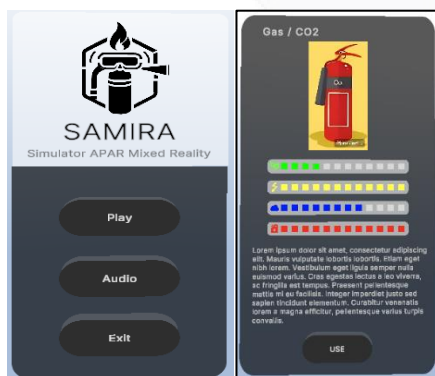 SAMIRA
Simulator APAR Mixed Reality
Play
Audio
Exit
Gas / CO2
Lorem ipsum dolor sit amet, consectetur adipiscing
elit. Mauris vulputate lobortis lobortis. Etiam eget
nibh lorem. Vestibulum eget ligula semper nulla
euismod varius. Cras egestas lectus a leo viverra,
ac fringilla est tempus. Praesent pellentesque
mattis mi eu facilisis. Integer imperdiet justo sed
sapien tincidunt elementum. Curabitur venenatis
lorem a magna efficitur, pellentesque varius turpis
convallis.
USE